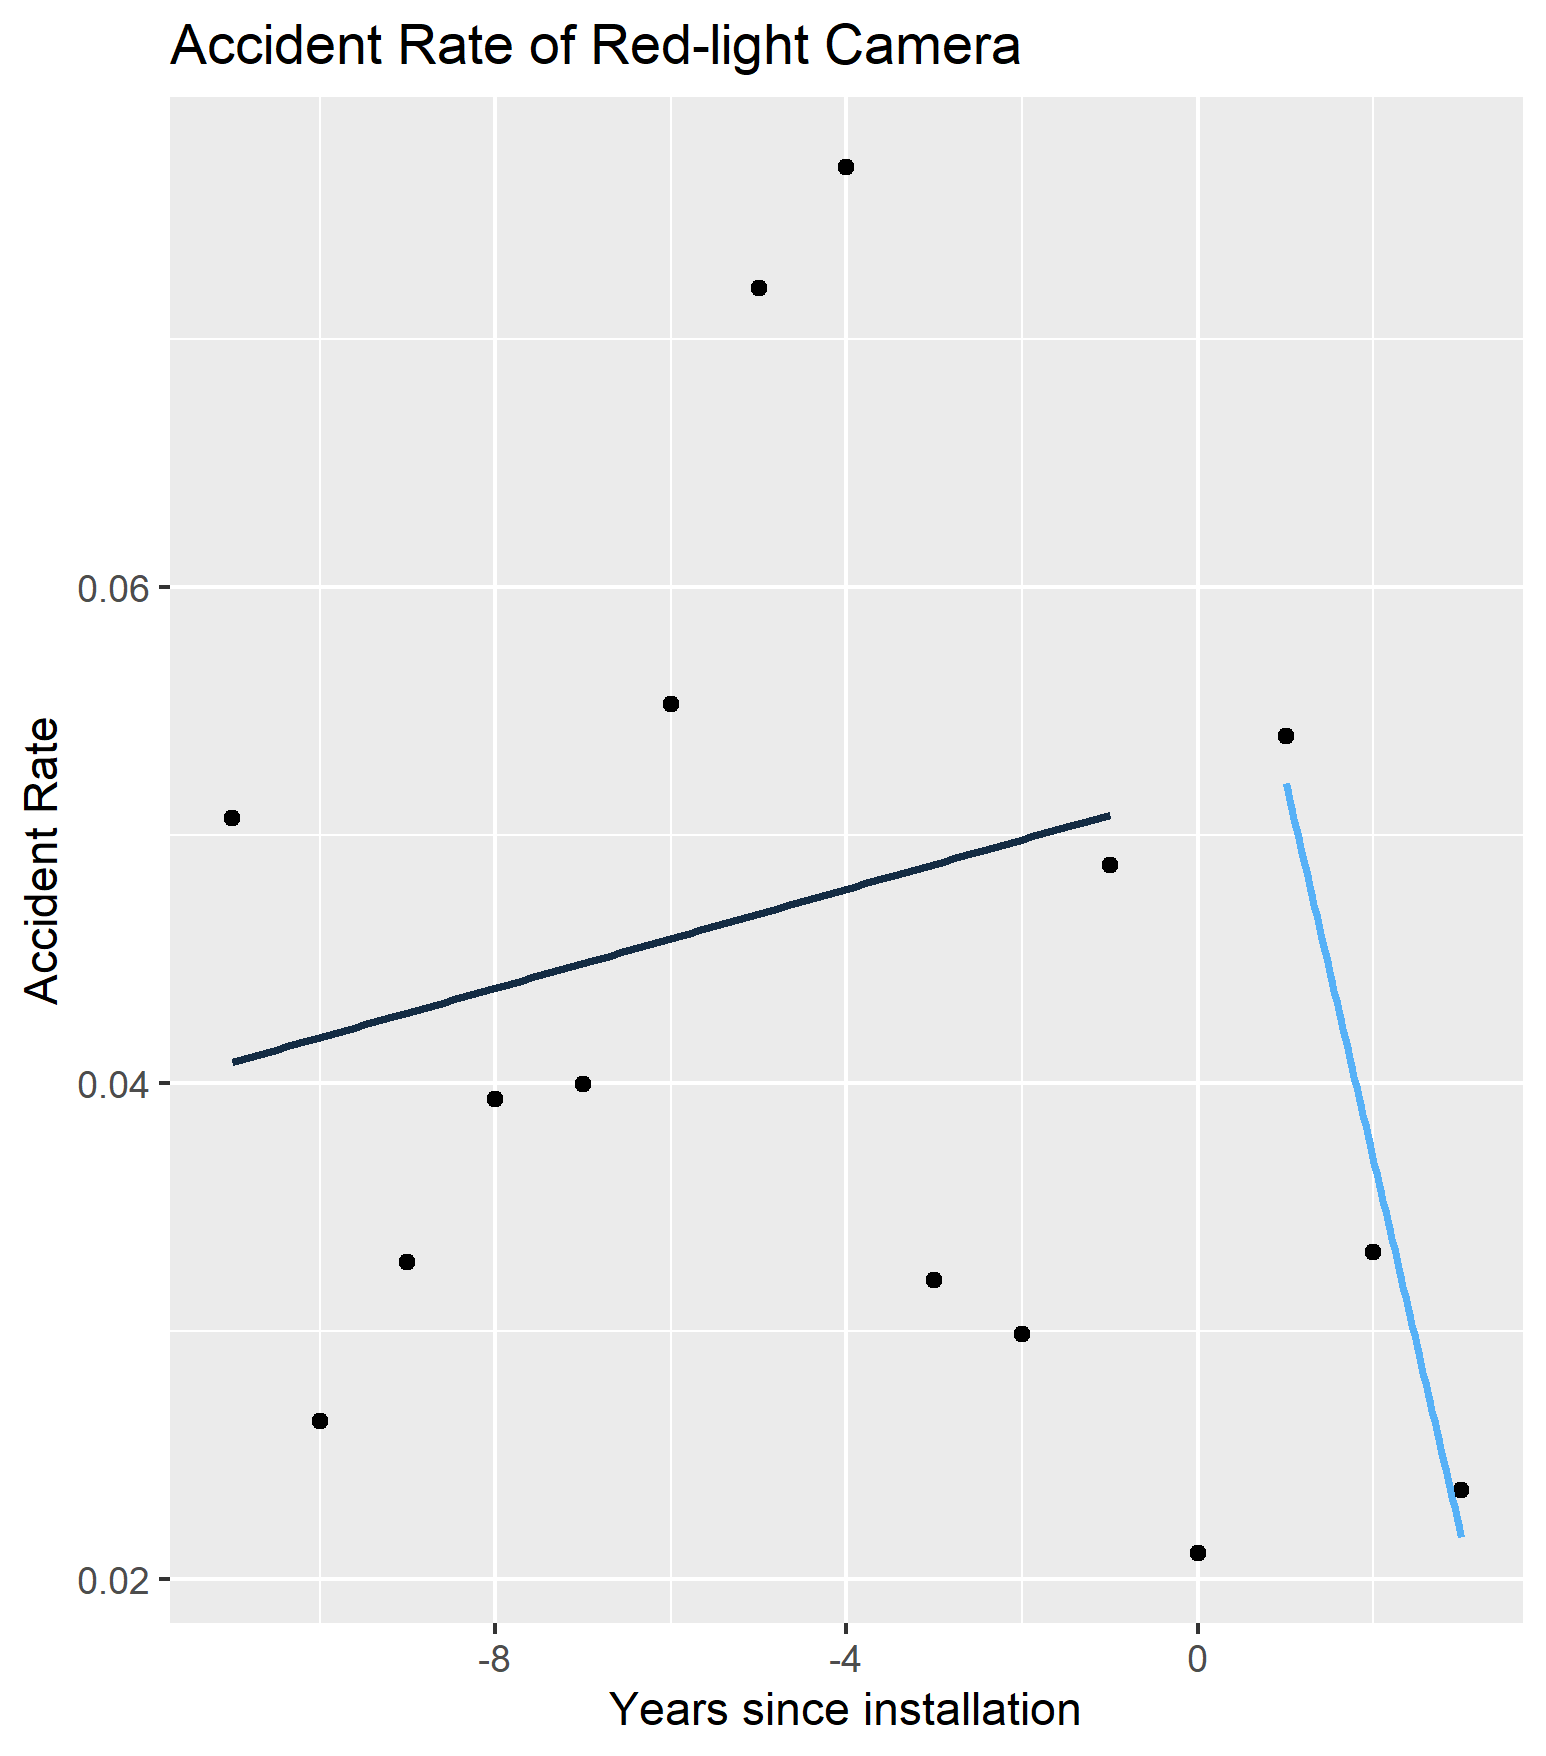 Accident Rate of Red-light Camera
0.06
0.04
0.02
Accident Rate
-8 -4 0
Years since installation